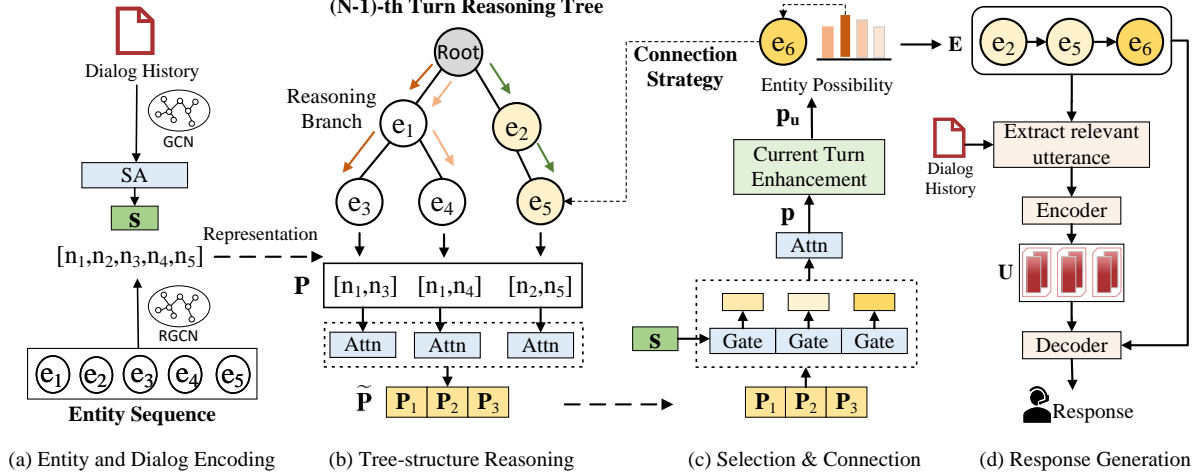 Dialog History
GCN
SA
s
[n1,n2,n3,n4,n5]
RGCN
e1 e2 e3 e4 e5
Entity Sequence
(a) Entity and Dialog Encoding
(N-1)-th Turn Reasoning Tree
Root
Reasoning
Branch
e1
e2
e3
e4
e5
Representation
P
[n1,n3] [n1,n4] [n2,n5]
Attn Attn Attn
P̃
P1 P2 P3
(b) Tree-structure Reasoning
e6
Connection
Strategy
Entity Possibility
pu
Current Turn
Enhancement
p
Attn
s
Gate Gate Gate
P1 P2 P3
(c) Selection & Connection
E
e2 e5 e6
Extract relevant
utterance
Dialog
History
Encoder
U
Decoder
Response
(d) Response Generation